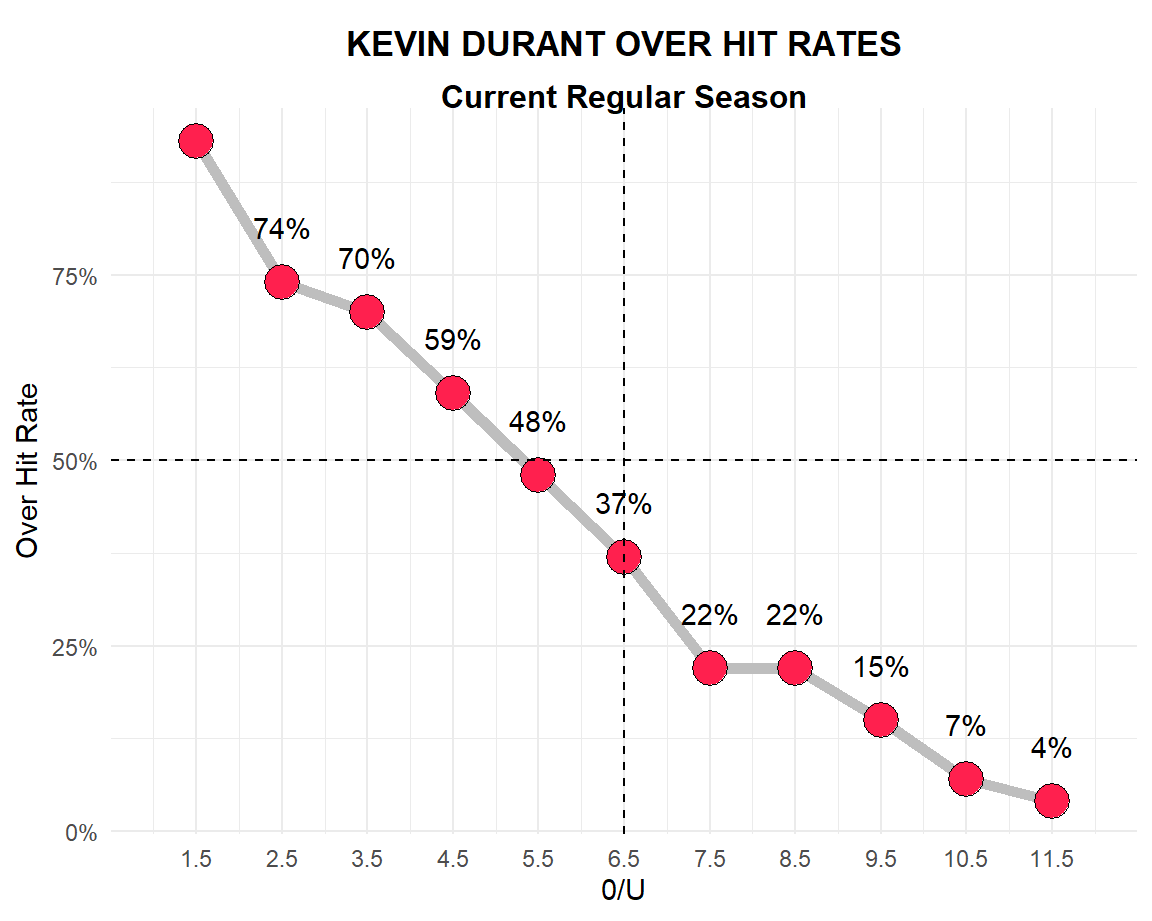 KEVIN DURANT OVER HIT RATES
Current Regular Season
74%
70%
75%
59%
48%
50%
37%
22% 22%
25%
15%
7%
4%
0%
Over Hit Rate
1.5 2.5 3.5 4.5 5.5 6.5 7.5 8.5 9.5 10.5 11.5
0/U